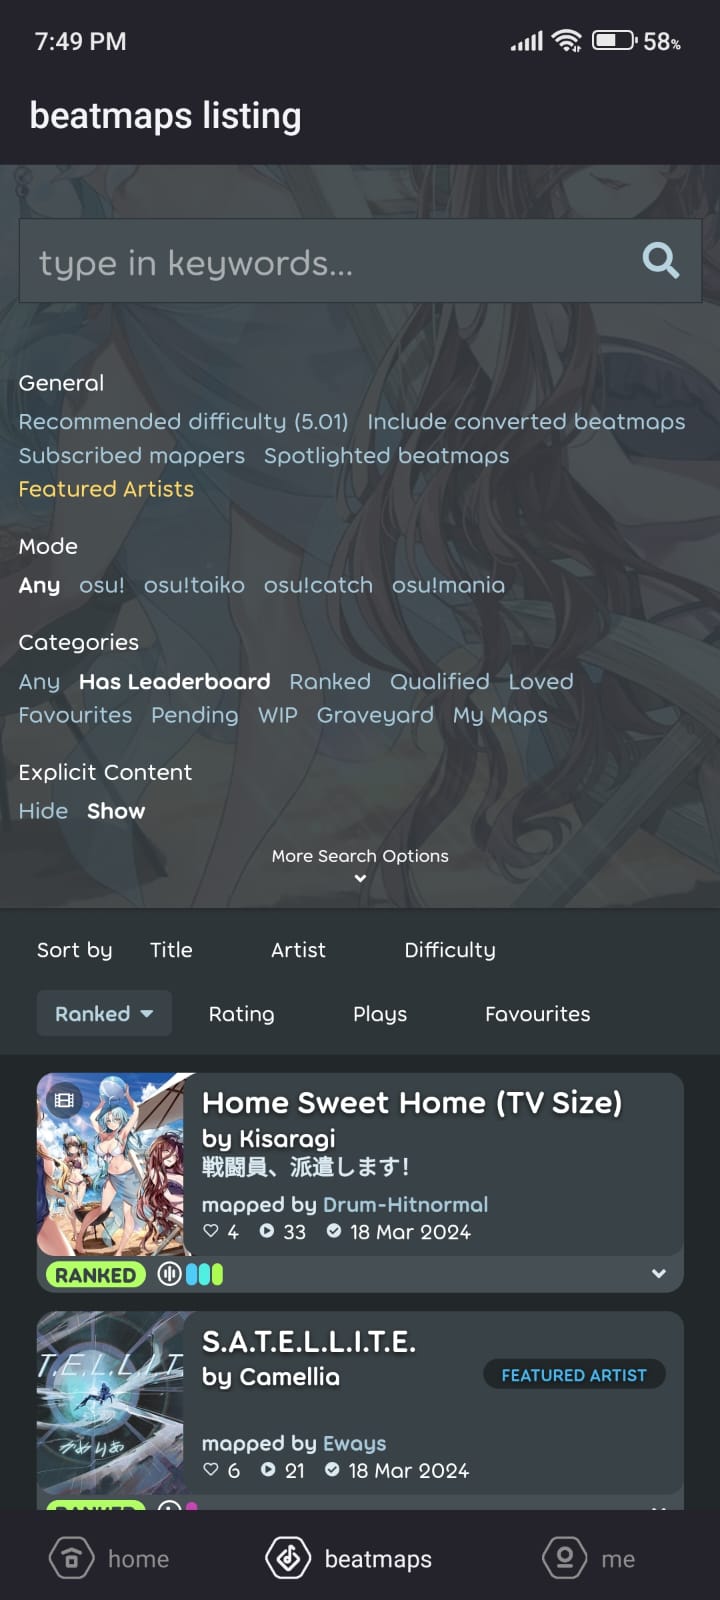 7:49 PM 58%
beatmaps listing
type in keywords...
General
Recommended difficulty (5.01) Include converted beatmaps
Subscribed mappers Spotlighted beatmaps
Featured Artists
Mode
Any osu! osu!taiko osu!catch osu!mania
Categories
Any Has Leaderboard Ranked Qualified Loved
Favourites Pending WIP Graveyard My Maps
Explicit Content
Hide Show
More Search Options
Sort by Title Artist Difficulty
Ranked Rating Plays Favourites
Home Sweet Home (TV Size)
by Kisaragi
戦闘員、派遣します!
mapped by Drum-Hitnormal
4 33 18 Mar 2024
RANKED
T.E.L.L.I.T
かめりあ
S.A.T.E.L.L.I.T.E.
by Camellia
FEATURED ARTIST
mapped by Eways
6 21 18 Mar 2024
RANKED
home beatmaps me